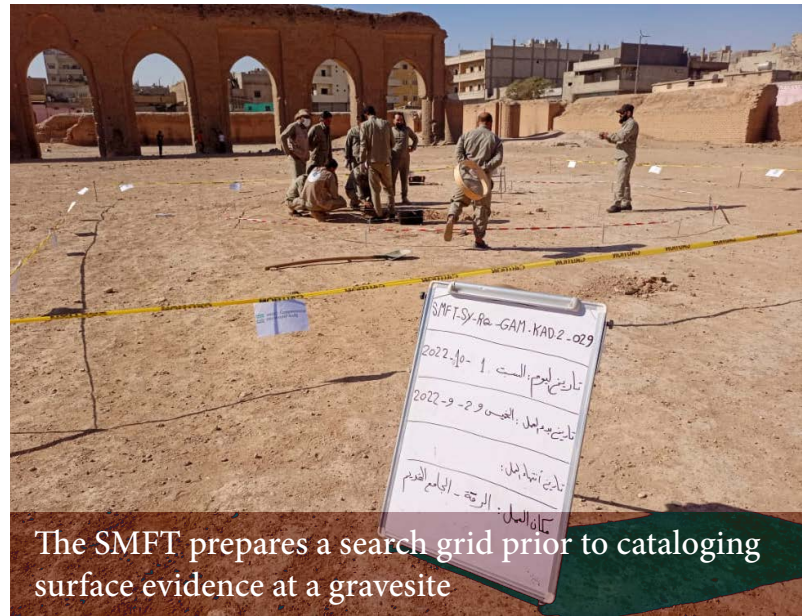 CAUTION
SMFT-SY-RQ-GAM-KAD2-029
تاريخ اليوم: السبت 1-10-2022
تاريخ بدء العمل: الخميس 29-9-2022
تاريخ أنتهاء العمل:
مكان العمل: الرقة - الجامع القديم
The SMFT prepares a search grid prior to cataloging
surface evidence at a gravesite